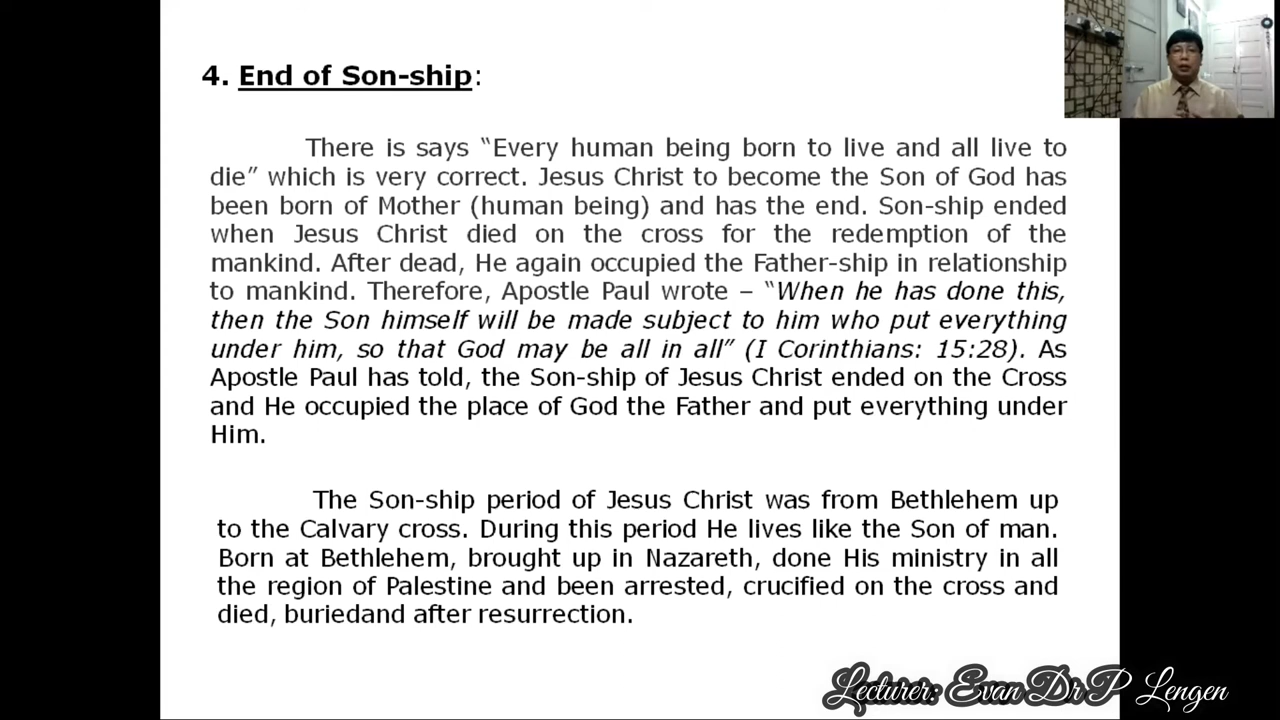 4. End of Son-ship:
There is says “Every human being born to live and all live to
die” which is very correct. Jesus Christ to become the Son of God has
been born of Mother (human being) and has the end. Son-ship ended
when Jesus Christ died on the cross for the redemption of the
mankind. After dead, He again occupied the Father-ship in relationship
to mankind. Therefore, Apostle Paul wrote – “When he has done this,
then the Son himself will be made subject to him who put everything
under him, so that God may be all in all” (I Corinthians: 15:28). As
Apostle Paul has told, the Son-ship of Jesus Christ ended on the Cross
and He occupied the place of God the Father and put everything under
Him.
The Son-ship period of Jesus Christ was from Bethlehem up
to the Calvary cross. During this period He lives like the Son of man.
Born at Bethlehem, brought up in Nazareth, done His ministry in all
the region of Palestine and been arrested, crucified on the cross and
died, buriedand after resurrection.
Lecturer: Evan Dr P Lengen